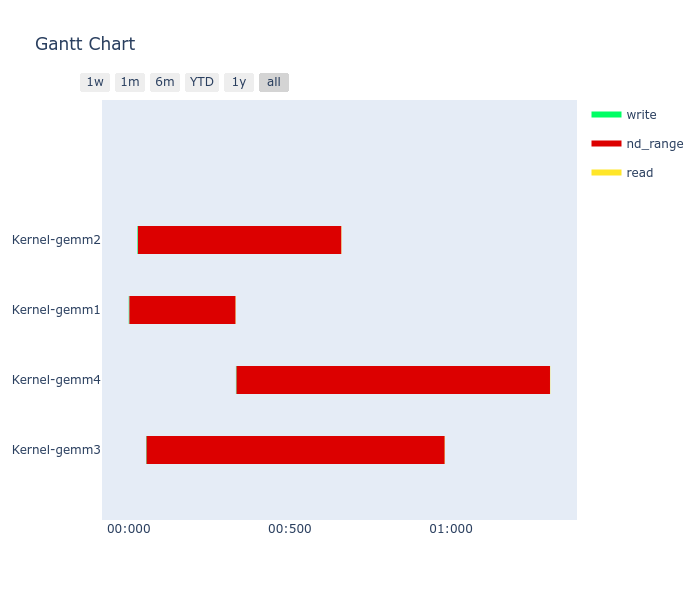 Gantt Chart
1w 1m 6m YTD 1y all
write
nd_range
read
Kernel-gemm2
Kernel-gemm1
Kernel-gemm4
Kernel-gemm3
00:000 00:500 01:000